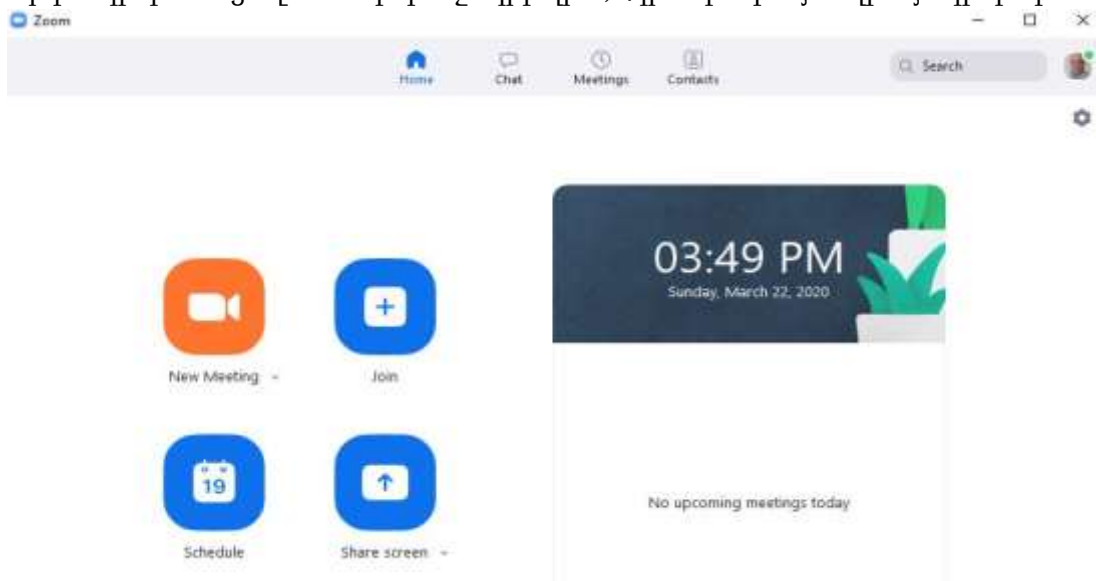 Zoom
Home
Chat
Meetings
Contacts
Search
03:49 PM
Sunday, March 22, 2020
New Meeting
Join
19
Schedule
Share screen
No upcoming meetings today